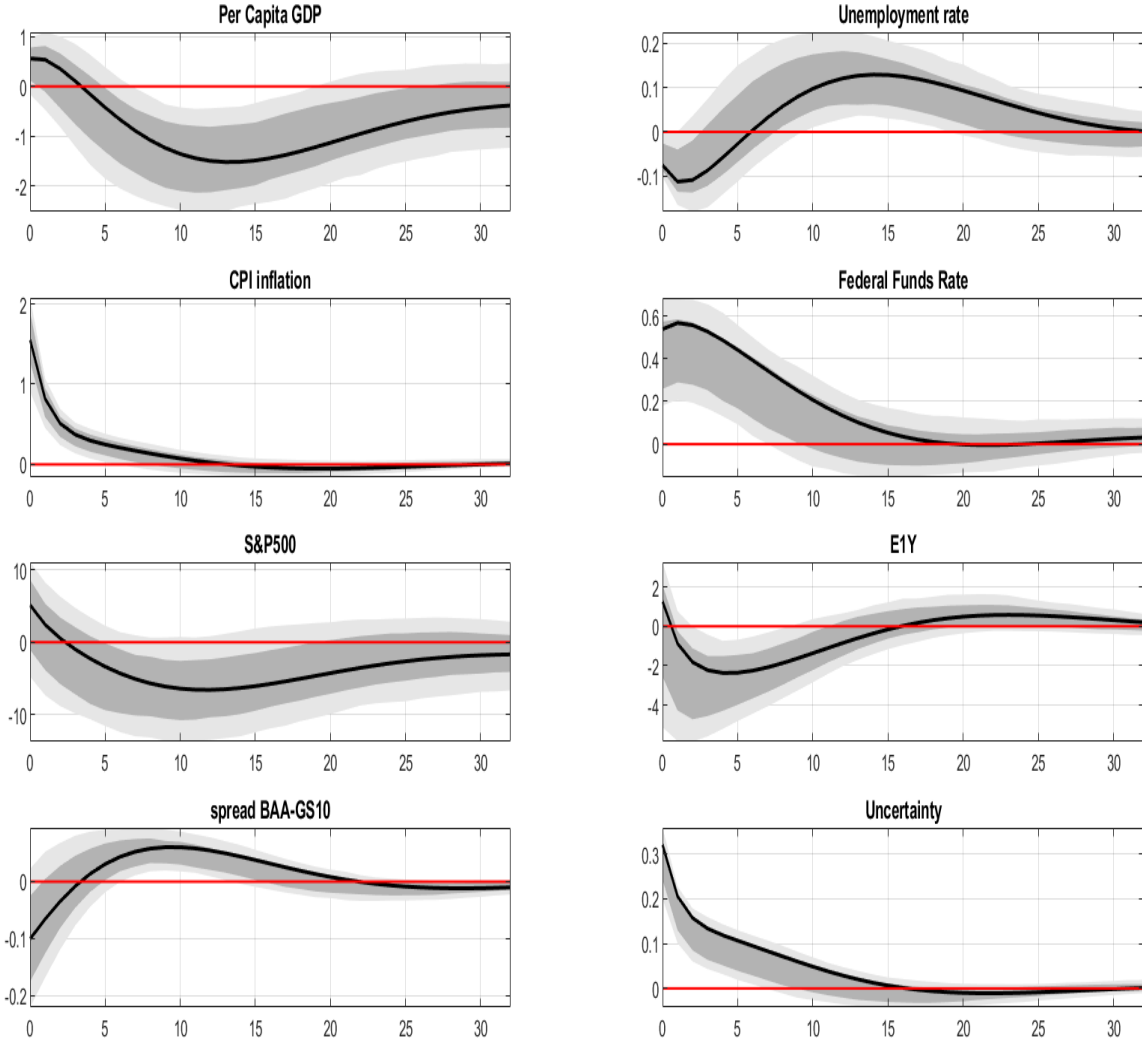 Per Capita GDP
1
0
-1
-2
0 5 10 15 20 25 30
Unemployment rate
0.2
0.1
0
-0.1
0 5 10 15 20 25 30
CPI inflation
2
1
0
0 5 10 15 20 25 30
Federal Funds Rate
0.6
0.4
0.2
0
0 5 10 15 20 25 30
S&P500
10
0
-10
0 5 10 15 20 25 30
E1Y
2
0
-2
-4
0 5 10 15 20 25 30
spread BAA-GS10
0
-0.1
-0.2
0 5 10 15 20 25 30
Uncertainty
0.3
0.2
0.1
0
0 5 10 15 20 25 30